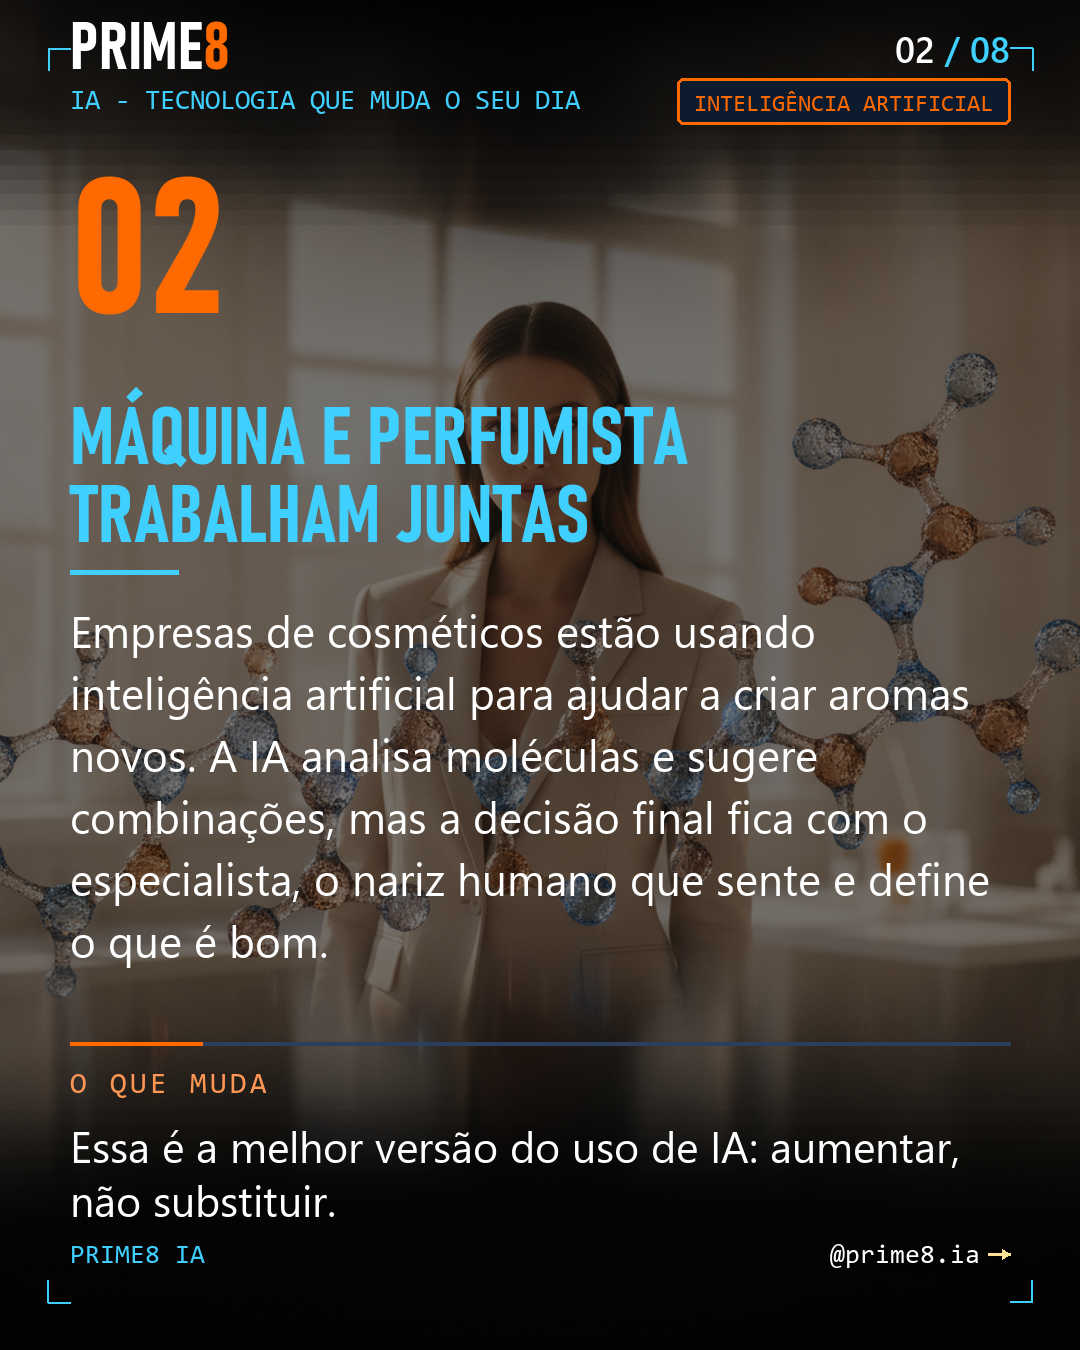 PRIME8
02 / 08
IA - TECNOLOGIA QUE MUDA O SEU DIA
INTELIGÊNCIA ARTIFICIAL
02
MÁQUINA E PERFUMISTA
TRABALHAM JUNTAS
Empresas de cosméticos estão usando
inteligência artificial para ajudar a criar aromas
novos. A IA analisa moléculas e sugere
combinações, mas a decisão final fica com o
especialista, o nariz humano que sente e define
o que é bom.
O QUE MUDA
Essa é a melhor versão do uso de IA: aumentar,
não substituir.
PRIME8 IA
@prime8.ia →